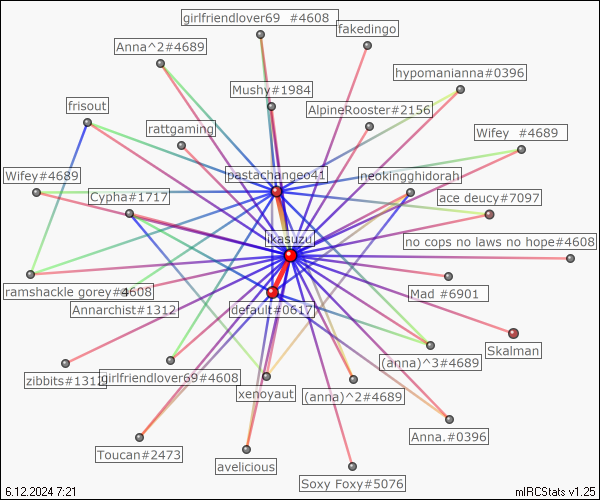 girlfriendlover69 #4608
fakedingo
Anna^2#4689
hypomanianna#0396
Mushy#1984
frisout
AlpineRooster#2156
rattgaming
Wifey #4689
pastachangeo41
neokingghidorah
Wifey#4689
Cypha#1717
ace deucy#7097
ikasuzu
no cops no laws no hope#4608
ramshackle gorey#4608
Mad #6901
Annarchist#1312
default#0617
Skalman
(anna)^3#4689
zibbits#1312
girlfriendlover69#4608
xenoyaut
(anna)^2#4689
Anna.#0396
Toucan#2473
avelicious
Soxy Foxy#5076
6.12.2024 7:21
mIRCStats v1.25